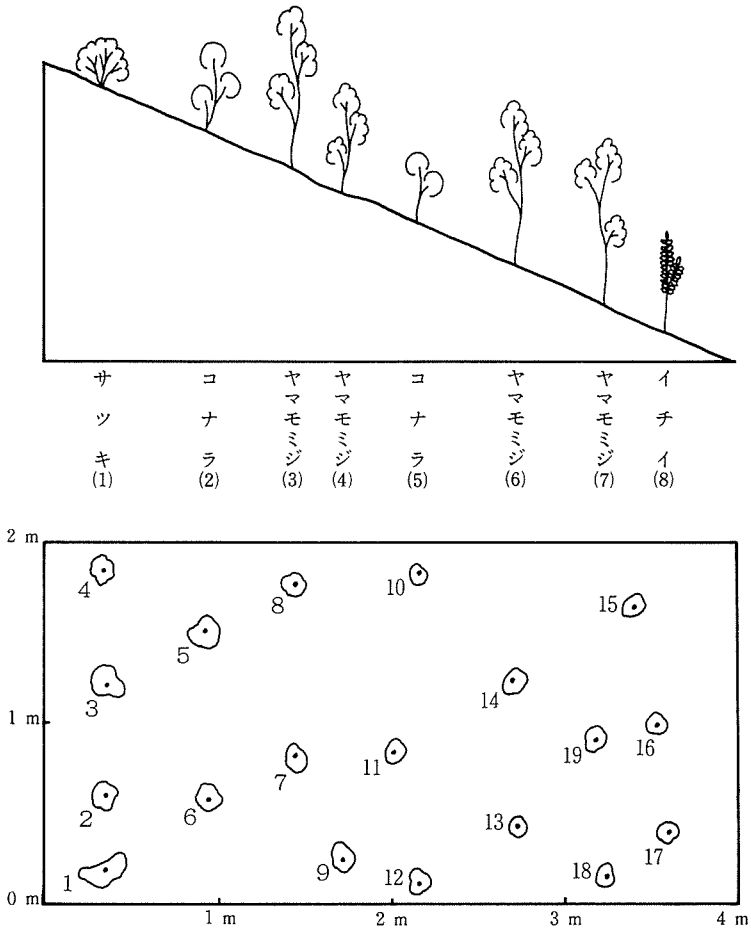 サツキ(1)
コナラ(2)
ヤマモミジ(3)
ヤマモミジ(4)
コナラ(5)
ヤマモミジ(6)
ヤマモミジ(7)
イチイ(8)
2 m
4
8
10
15
5
3
14
1 m
7
11
19
16
2
6
13
17
1
9
12
18
0 m
1 m
2 m
3 m
4 m